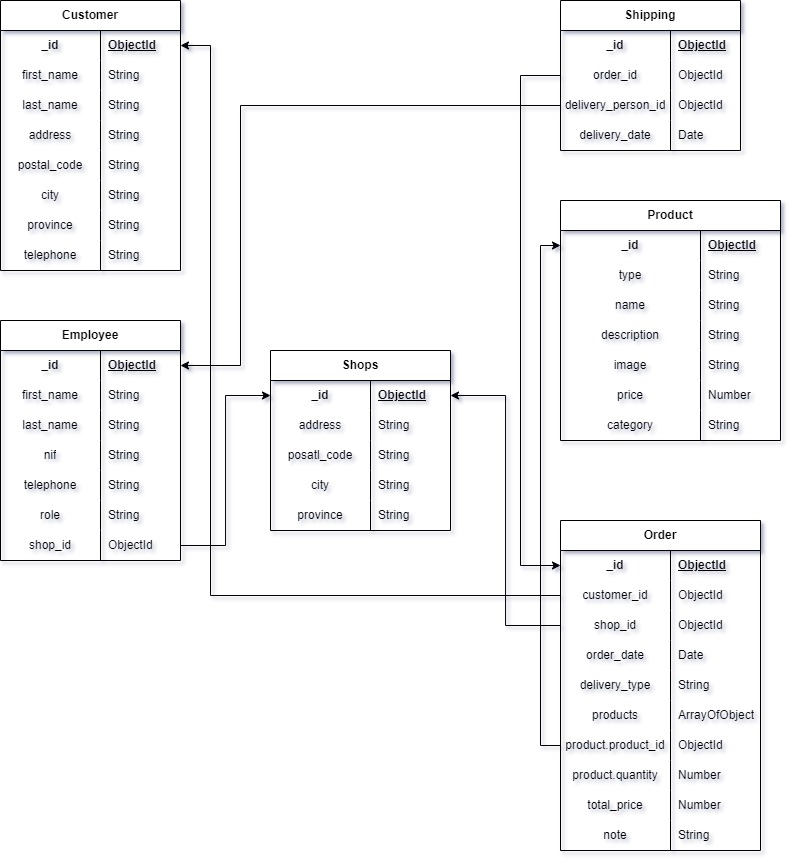 Customer
_id ObjectId
first_name String
last_name String
address String
postal_code String
city String
province String
telephone String
Shipping
_id ObjectId
order_id ObjectId
delivery_person_id ObjectId
delivery_date Date
Product
_id ObjectId
type String
name String
description String
image String
price Number
category String
Employee
_id ObjectId
first_name String
last_name String
nif String
telephone String
role String
shop_id ObjectId
Shops
_id ObjectId
address String
posatl_code String
city String
province String
Order
_id ObjectId
customer_id ObjectId
shop_id ObjectId
order_date Date
delivery_type String
products ArrayOfObject
product.product_id ObjectId
product.quantity Number
total_price Number
note String